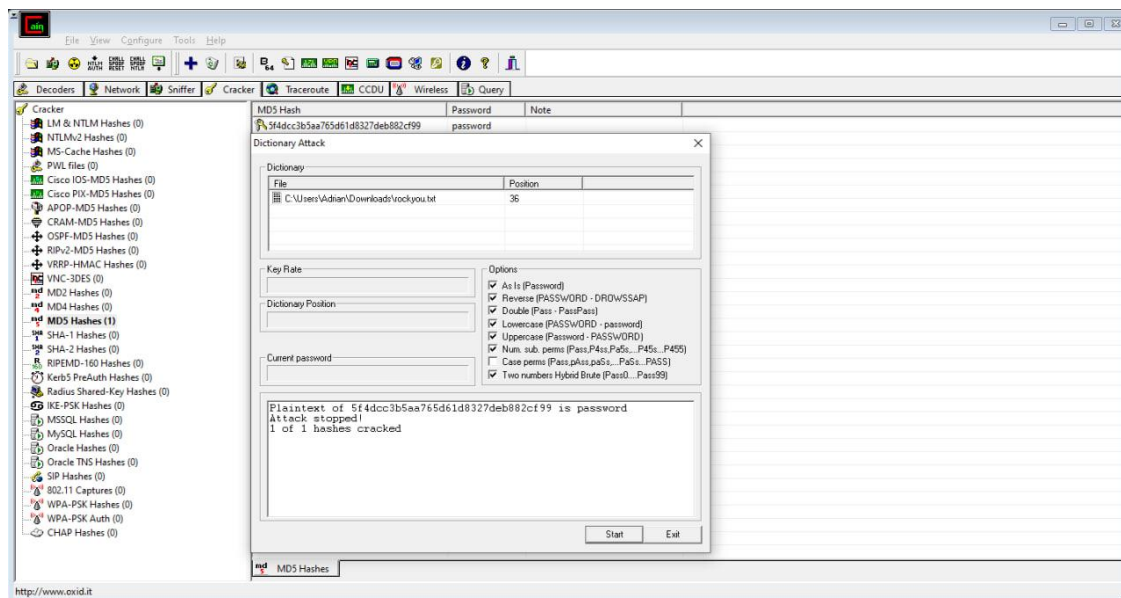 ain
File View Configure Tools Help
Decoders Network Sniffer Cracker Traceroute CCDU Wireless Query
Cracker
LM & NTLM Hashes (0)
NTLMv2 Hashes (0)
MS-Cache Hashes (0)
PWL files (0)
Cisco IOS-MD5 Hashes (0)
Cisco PIX-MD5 Hashes (0)
APOP-MD5 Hashes (0)
CRAM-MD5 Hashes (0)
OSPF-MD5 Hashes (0)
RIPv2-MD5 Hashes (0)
VRRP-HMAC Hashes (0)
VNC-3DES (0)
MD2 Hashes (0)
MD4 Hashes (0)
MD5 Hashes (1)
SHA-1 Hashes (0)
SHA-2 Hashes (0)
RIPEMD-160 Hashes (0)
Kerb5 PreAuth Hashes (0)
Radius Shared-Key Hashes (0)
IKE-PSK Hashes (0)
MSSQL Hashes (0)
MySQL Hashes (0)
Oracle Hashes (0)
Oracle TNS Hashes (0)
SIP Hashes (0)
802.11 Captures (0)
WPA-PSK Hashes (0)
WPA-PSK Auth (0)
CHAP Hashes (0)
MD5 Hash Password Note
5f4dcc3b5aa765d61d8327deb882cf99 password
Dictionary Attack
Dictionary
File Position
C:\Users\Adrian\Downloads\rockyou.txt 36
Key Rate
Dictionary Position
Current password
Options
As Is (Password)
Reverse (PASSWORD - DROWSSAP)
Double (Pass - PassPass)
Lowercase (PASSWORD - password)
Uppercase (Password - PASSWORD)
Num. sub. perms (Pass,P4ss,Pa5s,...P45s...P455)
Case perms (Pass,pAss,paSs,...PaSs...PASS)
Two numbers Hybrid Brute (Pass0....Pass99)
Plaintext of 5f4dcc3b5aa765d61d8327deb882cf99 is password
Attack stopped!
1 of 1 hashes cracked
Start Exit
MD5 Hashes
http://www.oxid.it